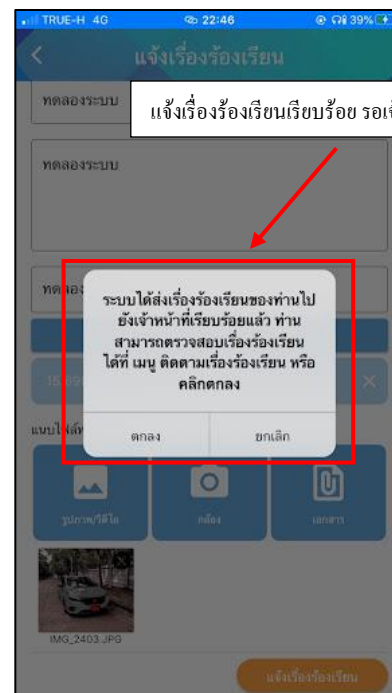 TRUE-H 4G 22:46 39%
แจ้งเรื่องร้องเรียน
ทดลองระบบ
แจ้งเรื่องร้องเรียนเรียบร้อย รอเจ้
ทดลองระบบ
ทดลอง
ระบบได้ส่งเรื่องร้องเรียนของท่านไป
ยังเจ้าหน้าที่เรียบร้อยแล้ว ท่าน
สามารถตรวจสอบเรื่องร้องเรียน
ได้ที่ เมนู ติดตามเรื่องร้องเรียน หรือ
คลิกตกลง
ตกลง ยกเลิก
แนบไฟล์
รูปภาพ/วิดีโอ กล้อง เอกสาร
IMG_2403.JPG
แจ้งเรื่องร้องเรียน